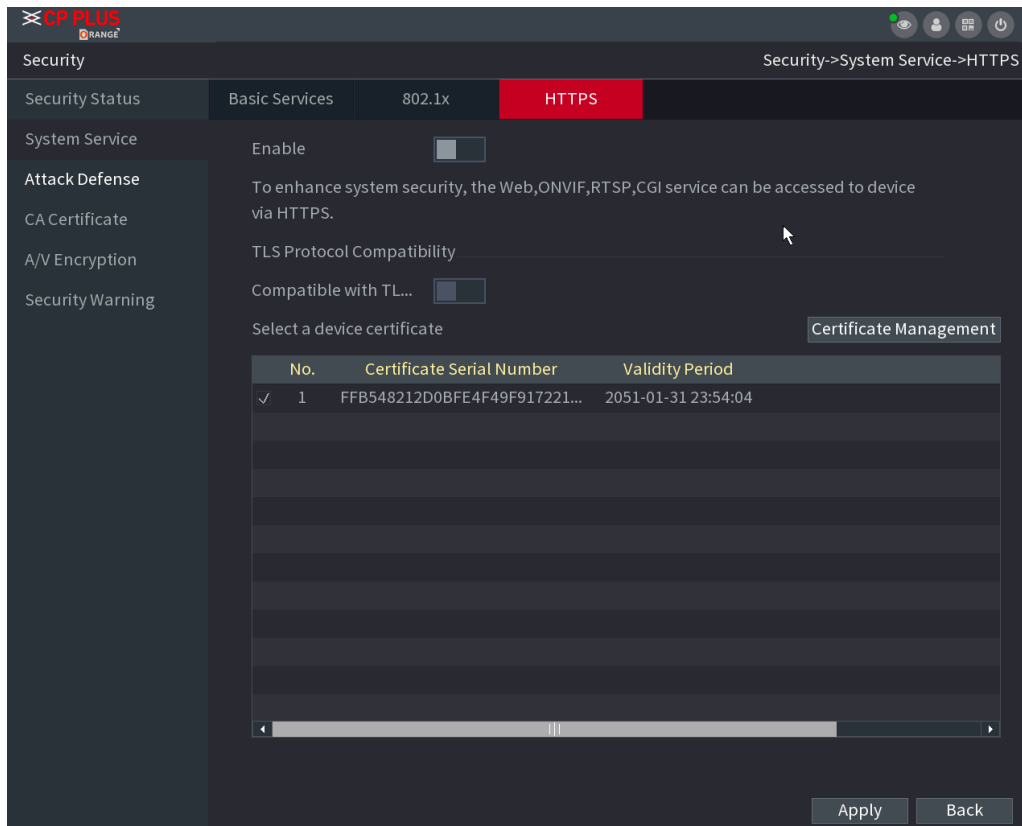 CP PLUS
ORANGE
Security
Security->System Service->HTTPS
Security Status
System Service
Attack Defense
CA Certificate
A/V Encryption
Security Warning
Basic Services
802.1x
HTTPS
Enable
To enhance system security, the Web,ONVIF,RTSP,CGI service can be accessed to device
via HTTPS.
TLS Protocol Compatibility
Compatible with TL...
Select a device certificate
Certificate Management
No. Certificate Serial Number Validity Period
1 FFB548212D0BFE4F49F917221... 2051-01-31 23:54:04
Apply
Back